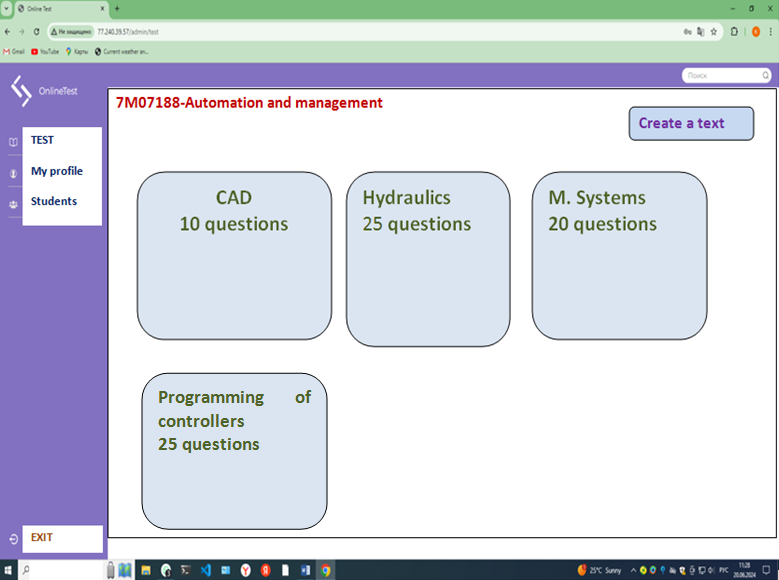 Online Test
Не защищено 77.240.39.57/admin/test
Gmail YouTube Карты Current weather an...
Поиск
OnlineTest
7M07188-Automation and management
Create a text
TEST
My profile
Students
CAD
10 questions
Hydraulics
25 questions
M. Systems
20 questions
Programming of
controllers
25 questions
EXIT
25°C Sunny
РУС
11:28
20.06.2024